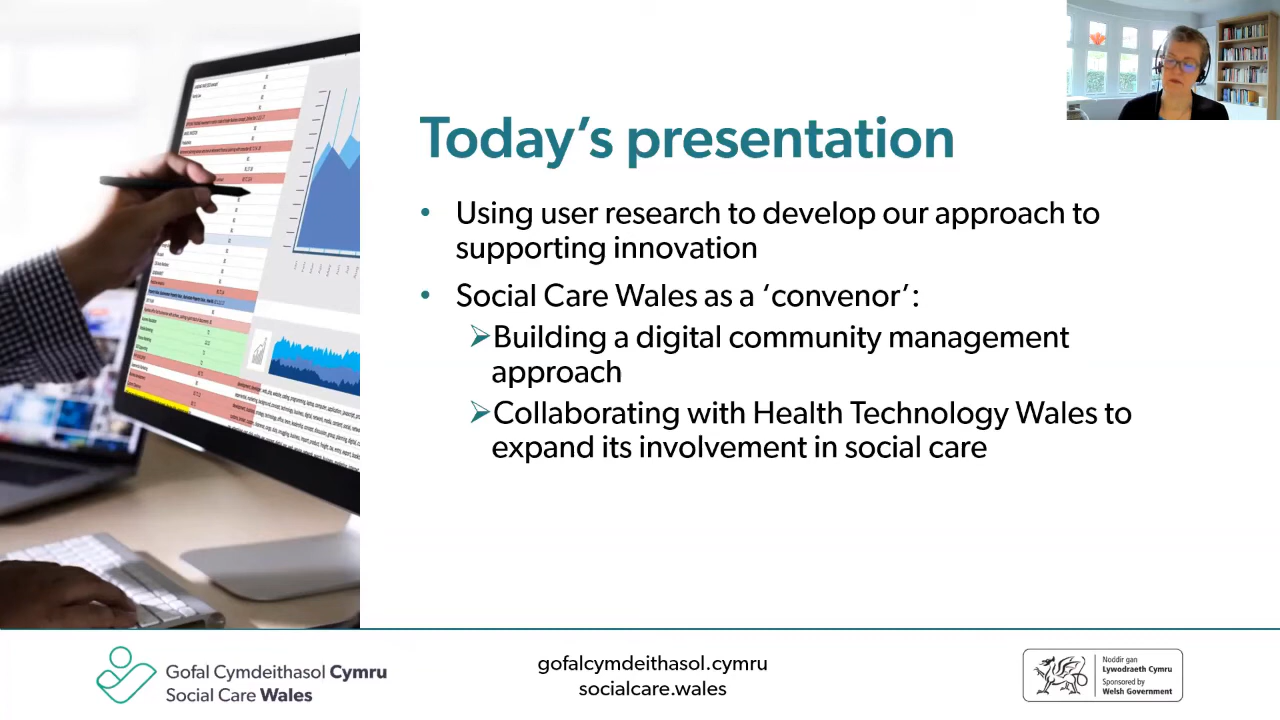 Today’s presentation
• Using user research to develop our approach to
supporting innovation
• Social Care Wales as a ‘convenor’:
➢Building a digital community management
approach
➢Collaborating with Health Technology Wales to
expand its involvement in social care
Gofal Cymdeithasol Cymru
Social Care Wales
gofalcymdeithasol.cymru
socialcare.wales
Noddir gan
Lywodraeth Cymru
Sponsored by
Welsh Government